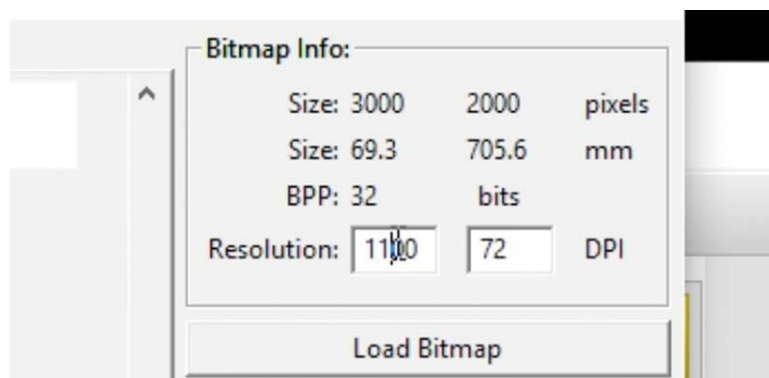 Bitmap Info:
Size: 3000 2000 pixels
Size: 69.3 705.6 mm
BPP: 32 bits
Resolution: 1100 72 DPI
Load Bitmap